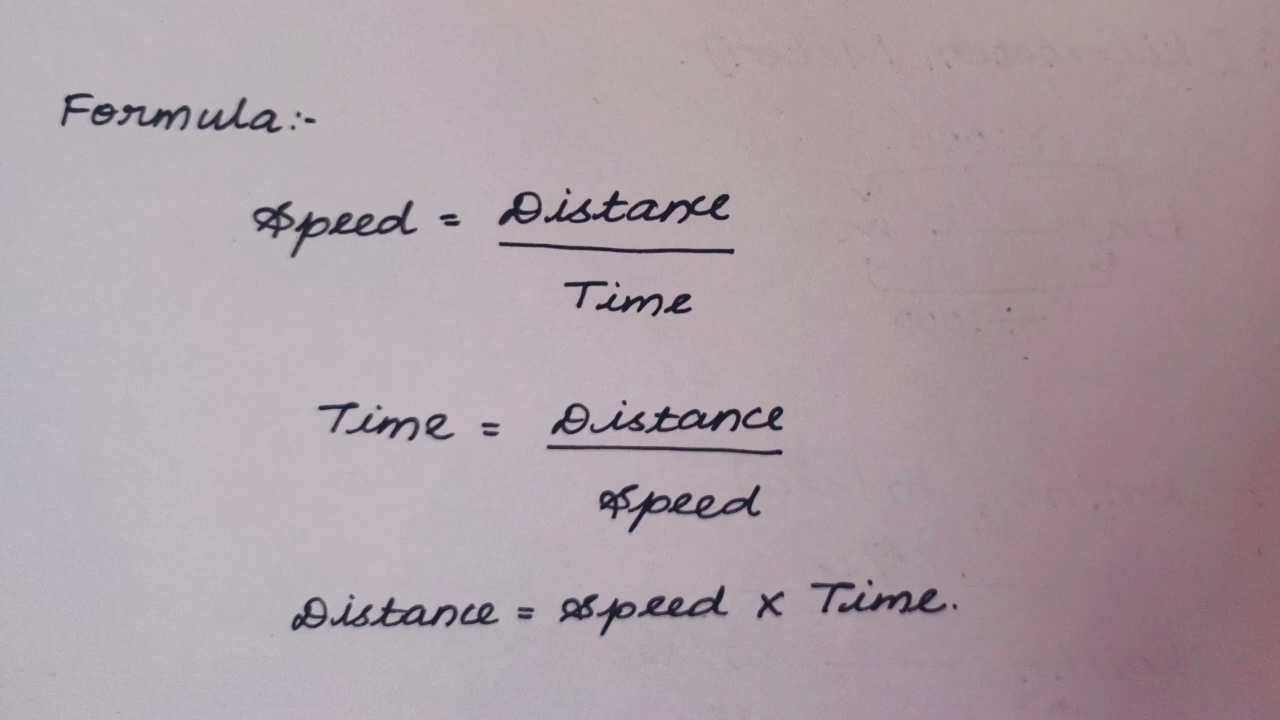 Formula:-
Speed = Distance
Time
Time = Distance
Speed
Distance = Speed x Time.